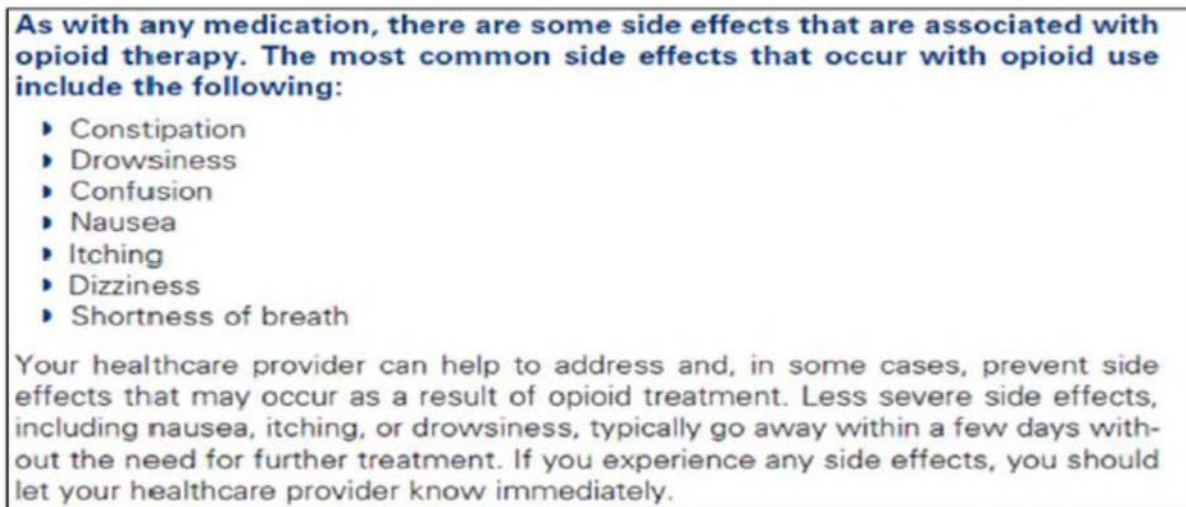 As with any medication, there are some side effects that are associated with
opioid therapy. The most common side effects that occur with opioid use
include the following:
Constipation
Drowsiness
Confusion
Nausea
Itching
Dizziness
Shortness of breath
Your healthcare provider can help to address and, in some cases, prevent side
effects that may occur as a result of opioid treatment. Less severe side effects,
including nausea, itching, or drowsiness, typically go away within a few days with-
out the need for further treatment. If you experience any side effects, you should
let your healthcare provider know immediately.